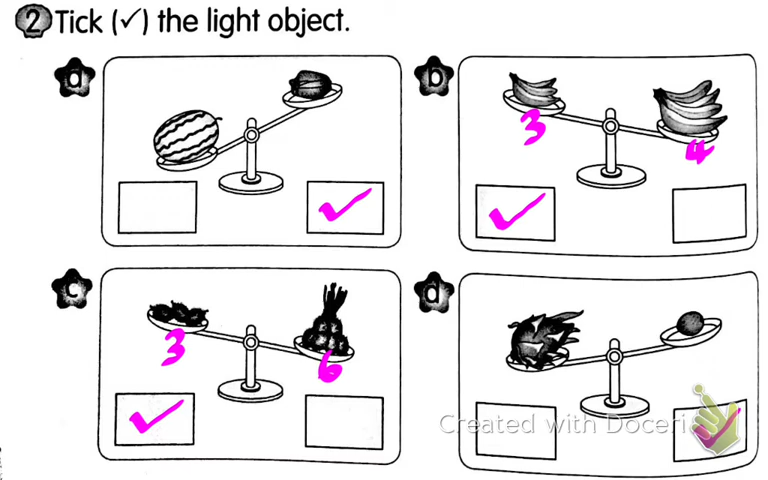 2 Tick (✓) the light object.
a
b
3
4
c
d
3
6
Created with Doceri